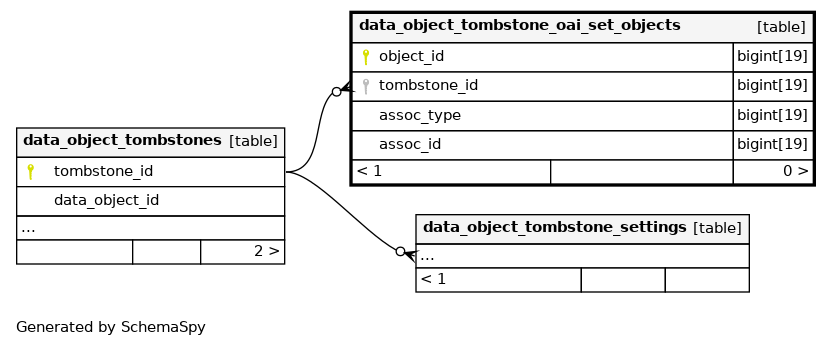 data_object_tombstone_oai_set_objects [table]
object_id bigint[19]
tombstone_id bigint[19]
assoc_type bigint[19]
assoc_id bigint[19]
< 1 0 >
data_object_tombstones [table]
tombstone_id
data_object_id
...
2 >
data_object_tombstone_settings [table]
...
< 1
Generated by SchemaSpy